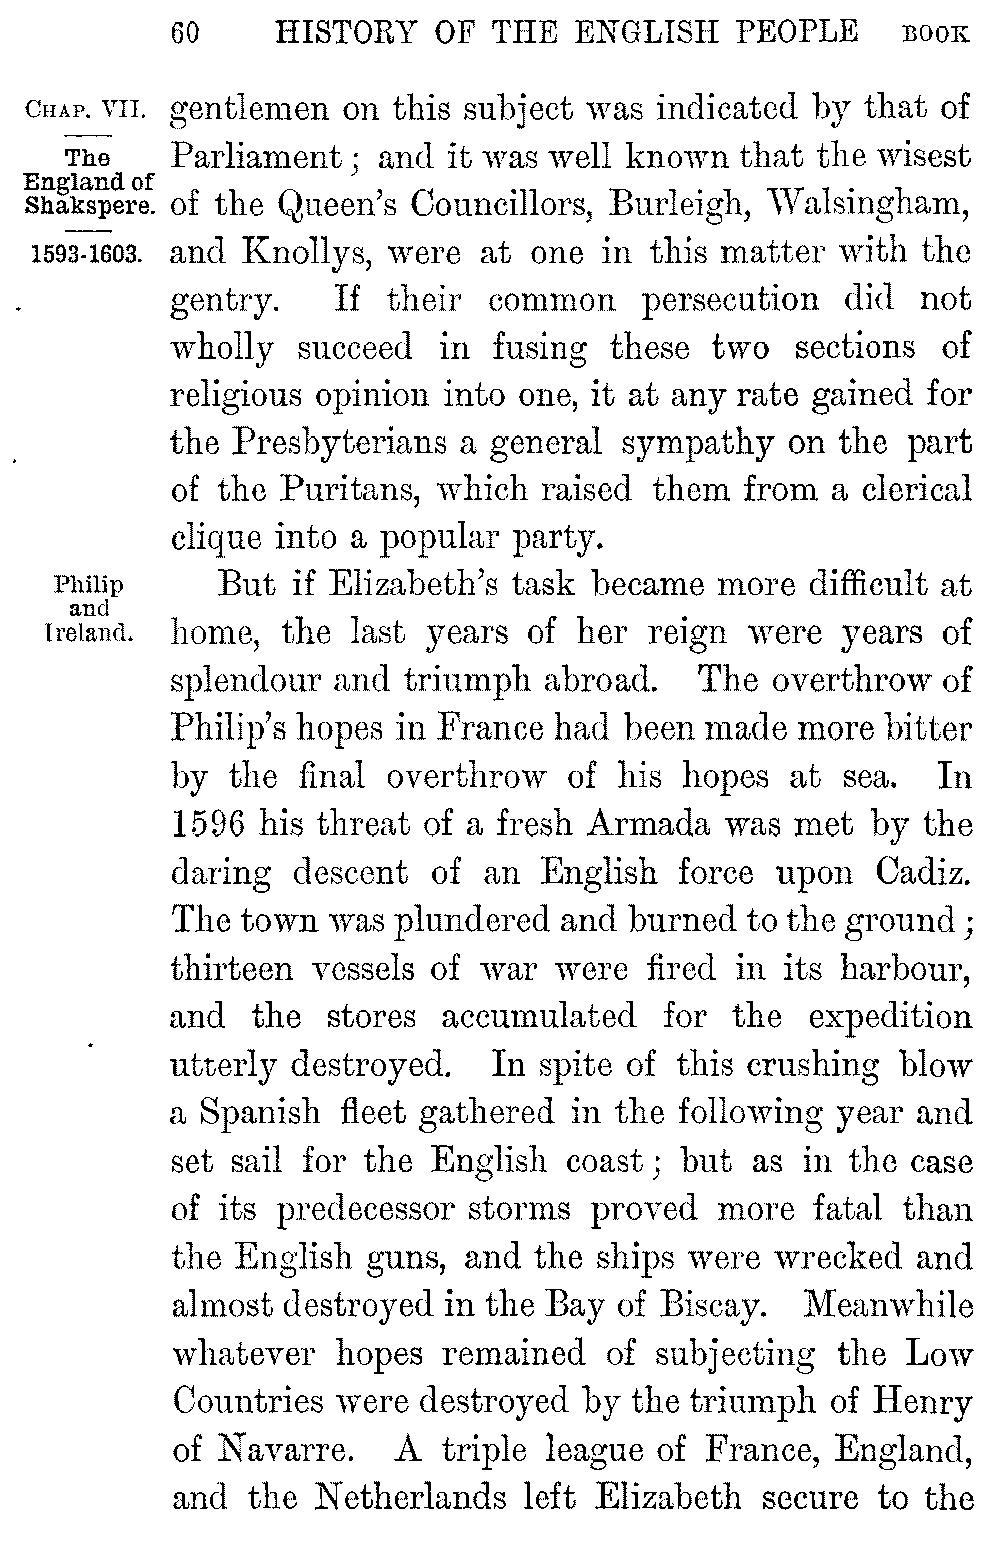 60 HISTORY OF THE ENGLISH PEOPLE BOOK
CHAP. VII.
The
England of
Shakspere.
1593-1603.
gentlemen on this subject was indicated by that of
Parliament ; and it was well known that the wisest
of the Queen's Councillors, Burleigh, Walsingham,
and Knollys, were at one in this matter with the
gentry. If their common persecution did not
wholly succeed in fusing these two sections of
religious opinion into one, it at any rate gained for
the Presbyterians a general sympathy on the part
of the Puritans, which raised them from a clerical
clique into a popular party.
Philip
and
Ireland.
But if Elizabeth's task became more difficult at
home, the last years of her reign were years of
splendour and triumph abroad. The overthrow of
Philip's hopes in France had been made more bitter
by the final overthrow of his hopes at sea. In
1596 his threat of a fresh Armada was met by the
daring descent of an English force upon Cadiz.
The town was plundered and burned to the ground ;
thirteen vessels of war were fired in its harbour,
and the stores accumulated for the expedition
utterly destroyed. In spite of this crushing blow
a Spanish fleet gathered in the following year and
set sail for the English coast ; but as in the case
of its predecessor storms proved more fatal than
the English guns, and the ships were wrecked and
almost destroyed in the Bay of Biscay. Meanwhile
whatever hopes remained of subjecting the Low
Countries were destroyed by the triumph of Henry
of Navarre. A triple league of France, England,
and the Netherlands left Elizabeth secure to the